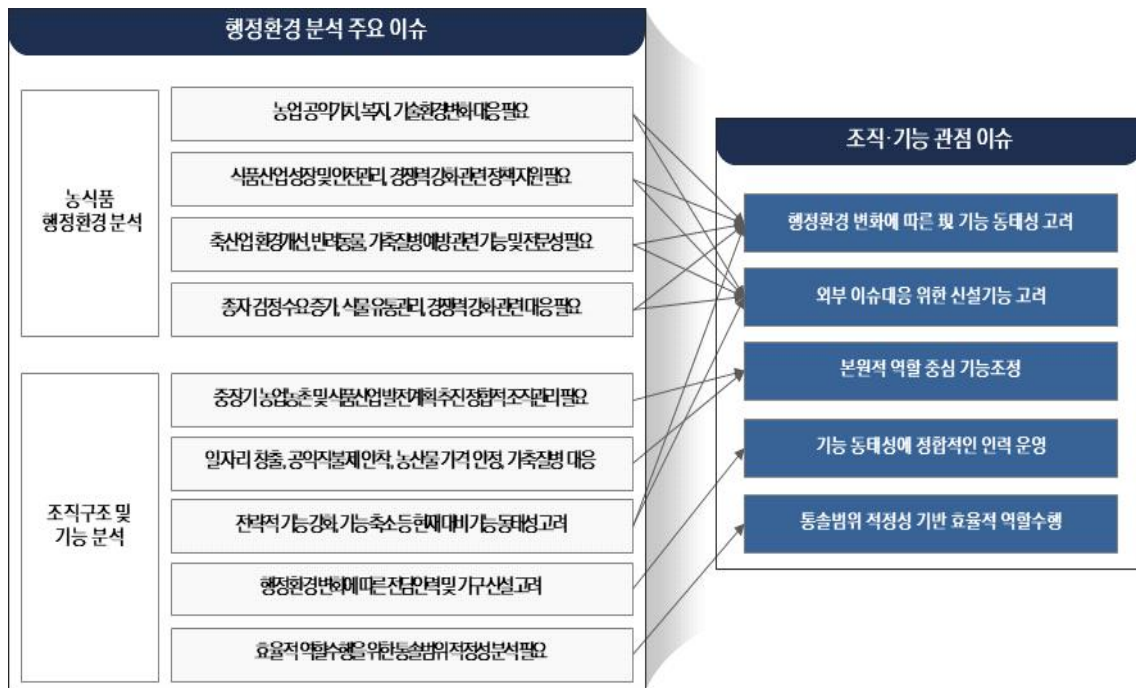 행정환경 분석 주요 이슈
농식품
행정환경 분석
농업 공익가치, 복지, 기술환경변화 대응 필요
식품산업 성장 및 안전관리, 경쟁력 강화 관련 정책지원 필요
축산업 환경개선, 반려동물, 가축질병 예방 관련 기능 및 전문성 필요
종자 검정 수요 증가, 식물 유통관리, 경쟁력 강화 관련 대응 필요
조직구조 및
기능 분석
중장기 농업농촌 및 식품산업 발전계획 추진 정합적 조직관리 필요
일자리 창출, 공익직불제 안착, 농산물 가격 안정, 가축질병 대응
전략적 기능강화, 기능축소 등 현재 대비 기능 동태성 고려
행정환경 변화에 따른 전담인력 및 기구 신설 고려
효율적 역할수행을 위한 통솔범위 적정성 분석 필요
조직·기능 관점 이슈
행정환경 변화에 따른 現 기능 동태성 고려
외부 이슈대응 위한 신설기능 고려
본원적 역할 중심 기능조정
기능 동태성에 정합적인 인력 운영
통솔범위 적정성 기반 효율적 역할수행